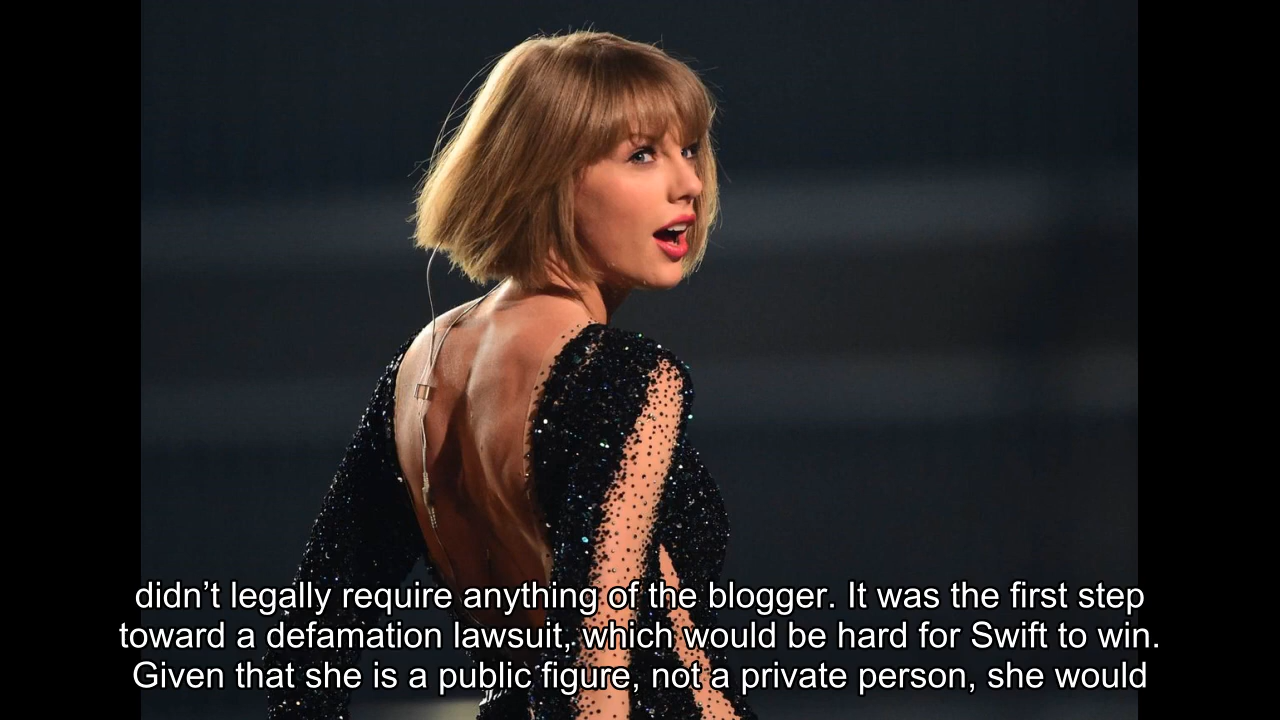 didn’t legally require anything of the blogger. It was the first step
toward a defamation lawsuit, which would be hard for Swift to win.
Given that she is a public figure, not a private person, she would